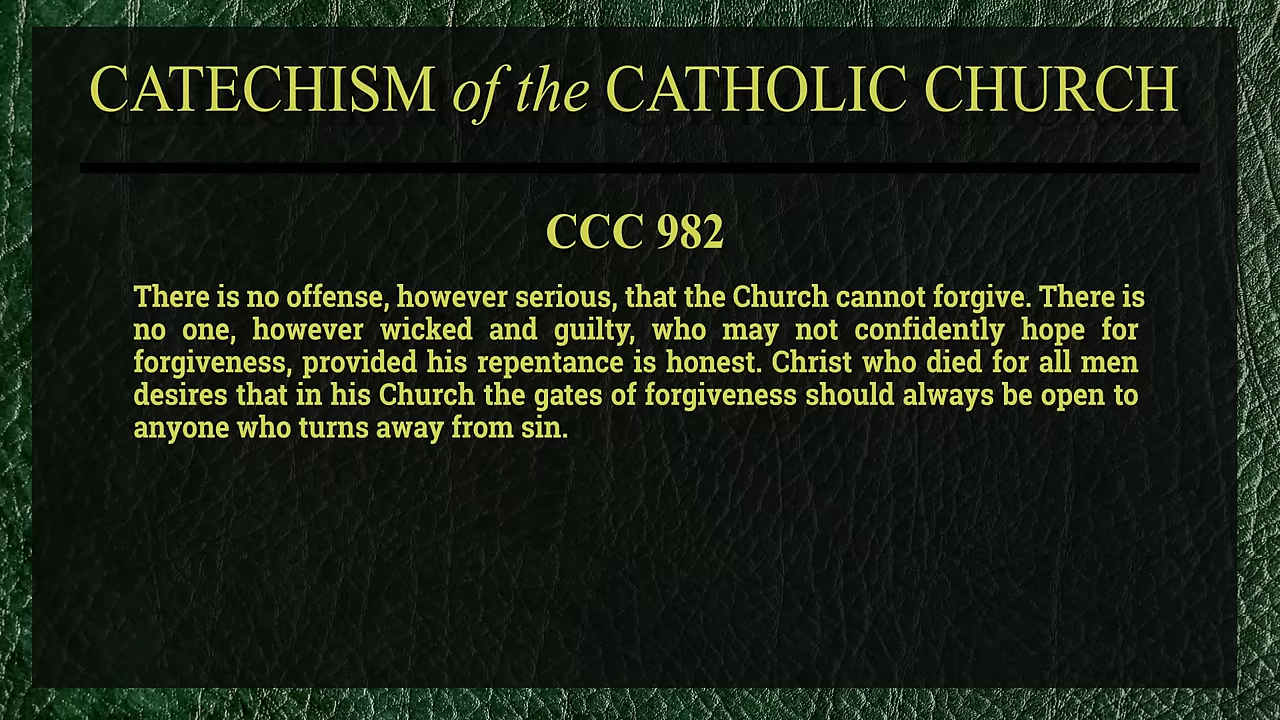 CATECHISM of the CATHOLIC CHURCH
CCC 982
There is no offense, however serious, that the Church cannot forgive. There is
no one, however wicked and guilty, who may not confidently hope for
forgiveness, provided his repentance is honest. Christ who died for all men
desires that in his Church the gates of forgiveness should always be open to
anyone who turns away from sin.